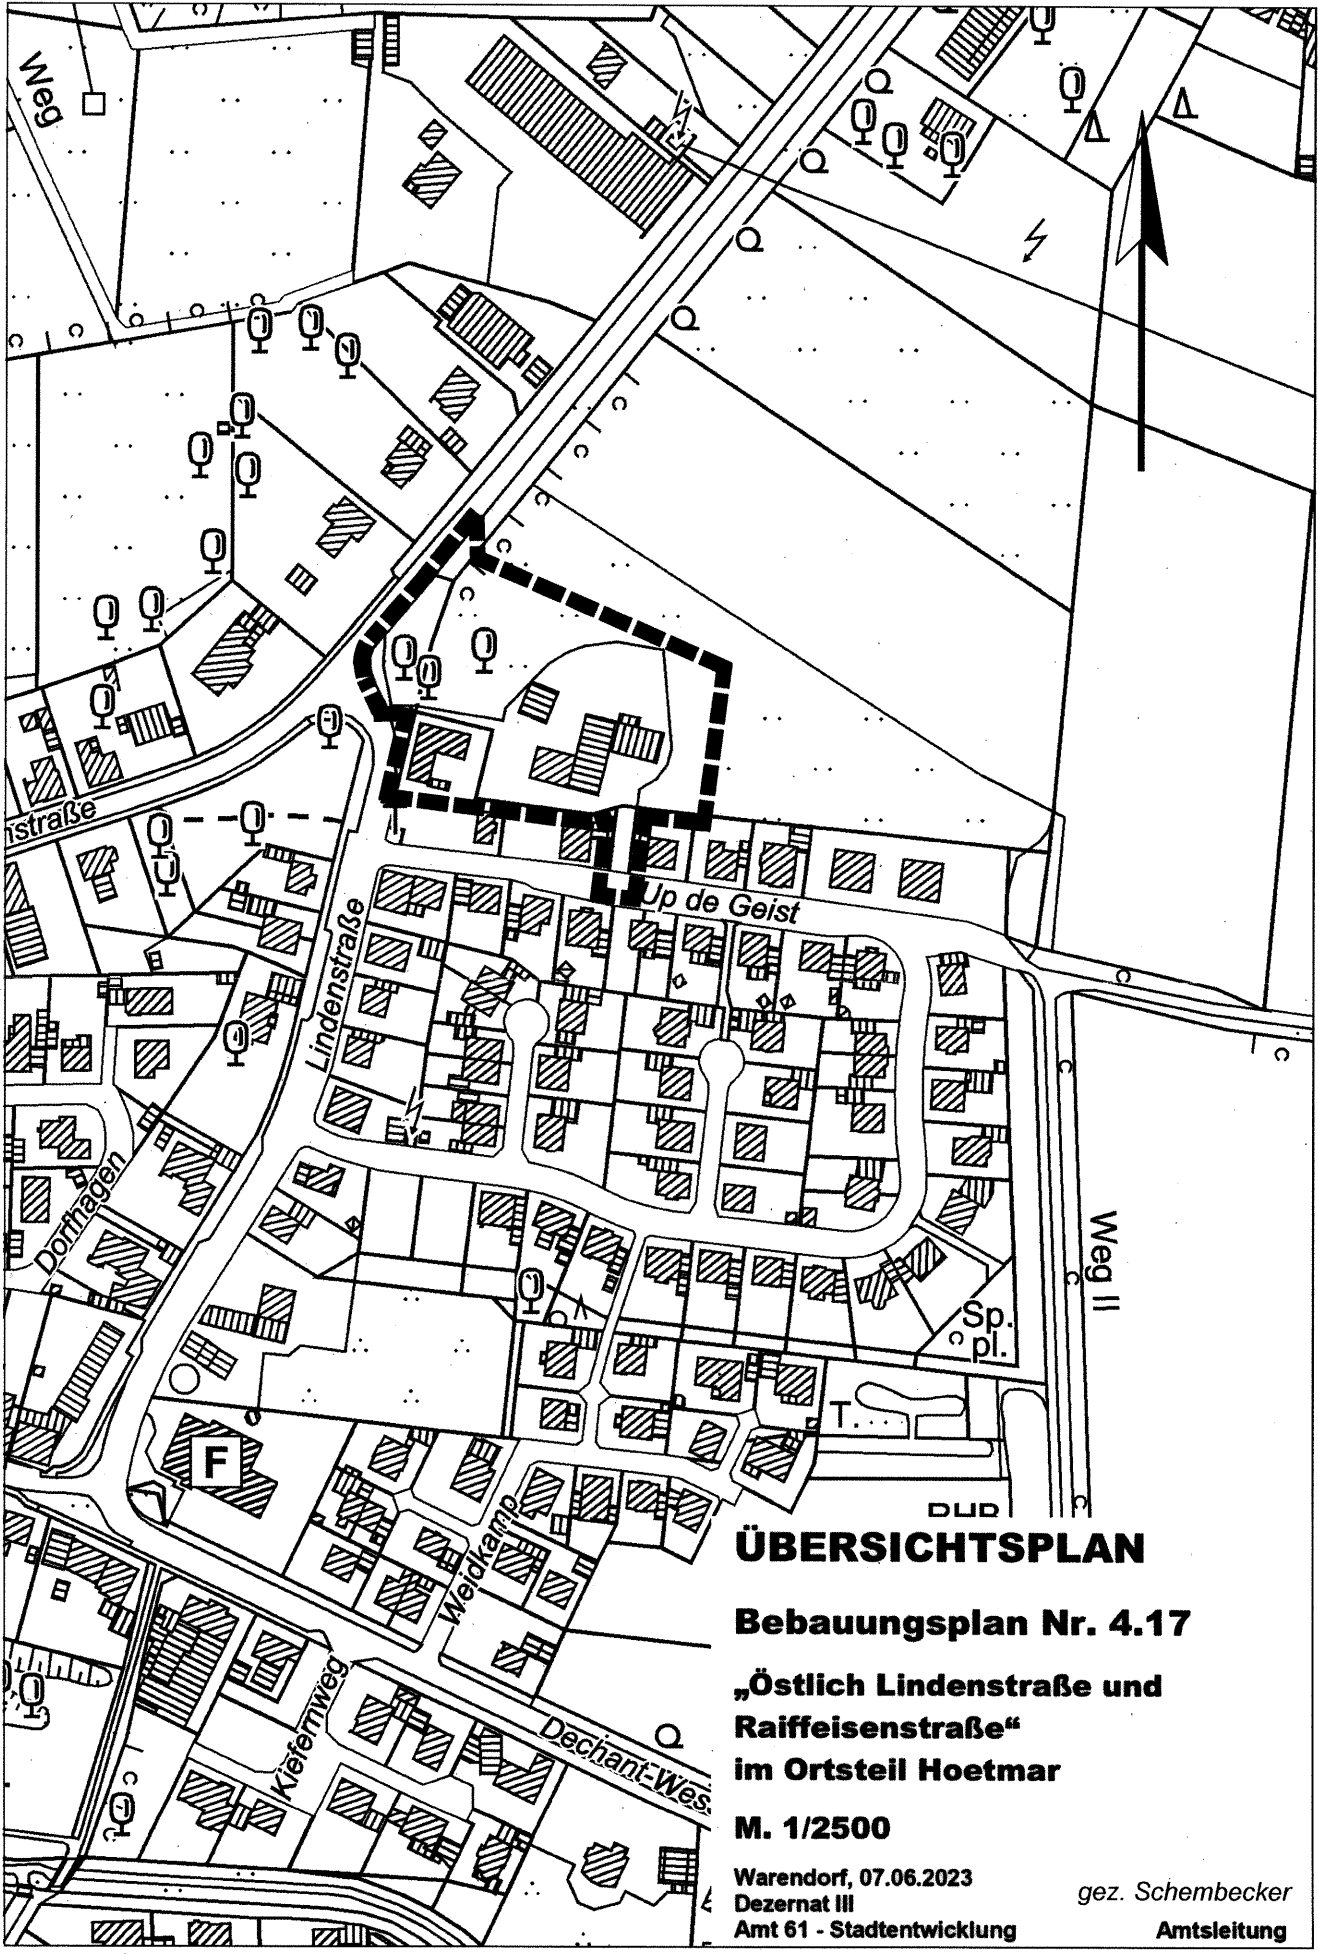 Weg
nstraße
Up de Geist
Lindenstraße
Dorfhagen
Weg II
Sp.
pl.
T.
F
Weidkamp
Kiefernweg
Dechant-Wes
ÜBERSICHTSPLAN
Bebauungsplan Nr. 4.17
„Östlich Lindenstraße und
Raiffeisenstraße“
im Ortsteil Hoetmar
M. 1/2500
Warendorf, 07.06.2023
Dezernat III
Amt 61 - Stadtentwicklung
gez. Schembecker
Amtsleitung